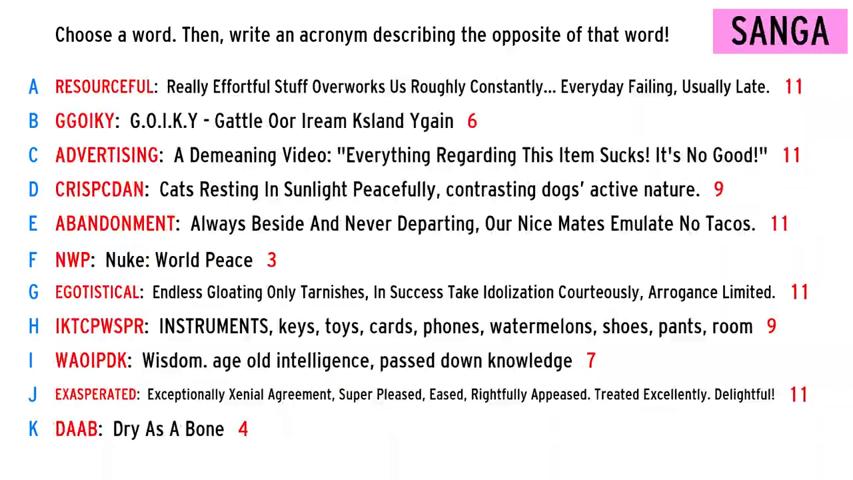 Choose a word. Then, write an acronym describing the opposite of that word!
SANGA
A RESOURCEFUL: Really Effortful Stuff Overworks Us Roughly Constantly... Everyday Failing, Usually Late. 11
B GGOIKY: G.O.I.K.Y - Gattle Oor Iream Ksland Ygain 6
C ADVERTISING: A Demeaning Video: "Everything Regarding This Item Sucks! It's No Good!" 11
D CRISPCDAN: Cats Resting In Sunlight Peacefully, contrasting dogs’ active nature. 9
E ABANDONMENT: Always Beside And Never Departing, Our Nice Mates Emulate No Tacos. 11
F NWP: Nuke: World Peace 3
G EGOTISTICAL: Endless Gloating Only Tarnishes, In Success Take Idolization Courteously, Arrogance Limited. 11
H IKTCPWSPR: INSTRUMENTS, keys, toys, cards, phones, watermelons, shoes, pants, room 9
I WAOIPDK: Wisdom. age old intelligence, passed down knowledge 7
J EXASPERATED: Exceptionally Xenial Agreement, Super Pleased, Eased, Rightfully Appeased. Treated Excellently. Delightful! 11
K DAAB: Dry As A Bone 4